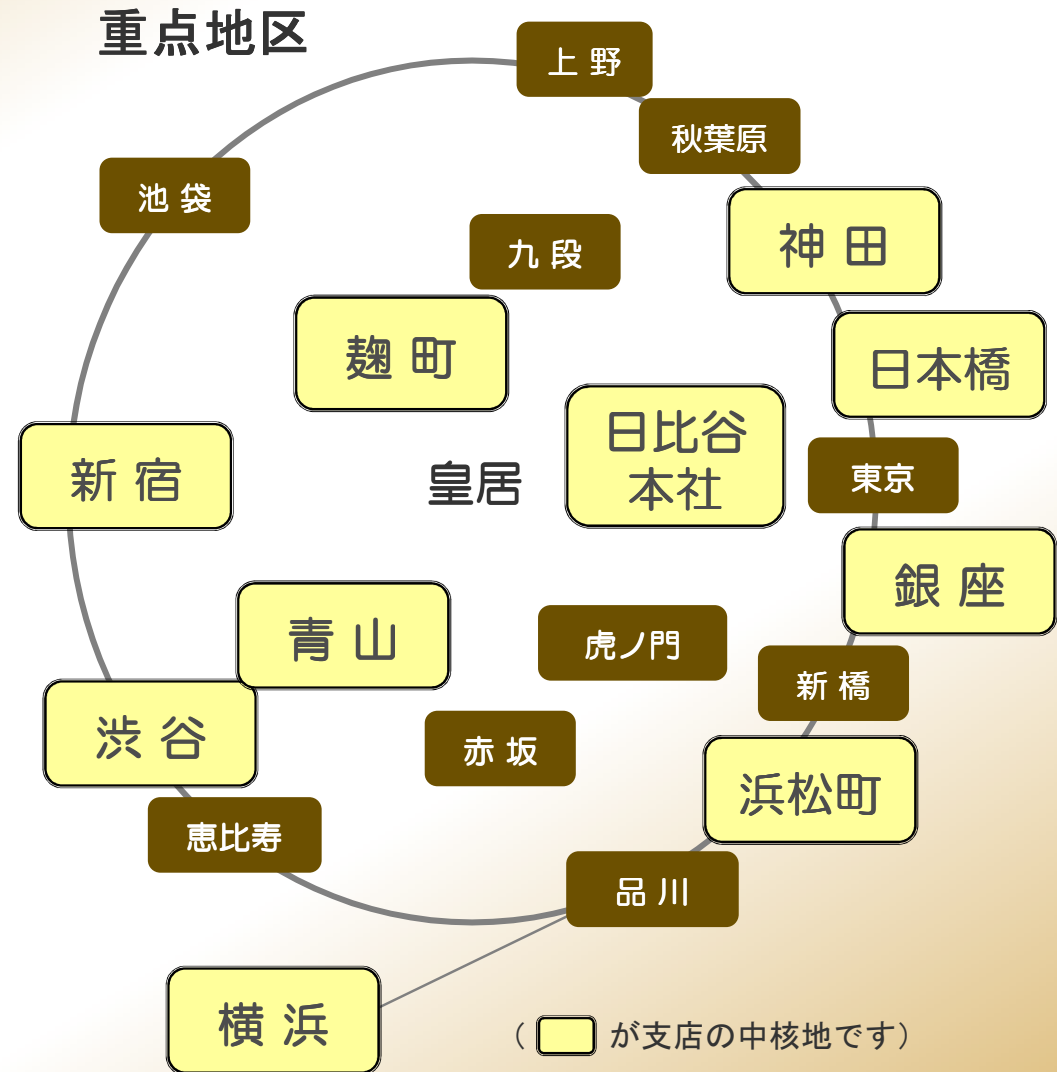 重点地区
上 野
秋葉原
池 袋
神 田
九 段
麹 町
日本橋
日比谷
本社
新 宿
皇居
東京
銀 座
青 山
虎ノ門
新 橋
渋 谷
赤 坂
浜松町
恵比寿
品 川
横 浜
( が支店の中核地です)